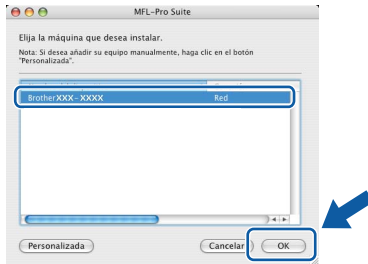 MFL-Pro Suite
Elija la máquina que desea instalar.
Nota: Si desea añadir su equipo manualmente, haga clic en el botón
"Personalizada".
BrotherXXX-XXXX Red
Personalizada Cancelar OK